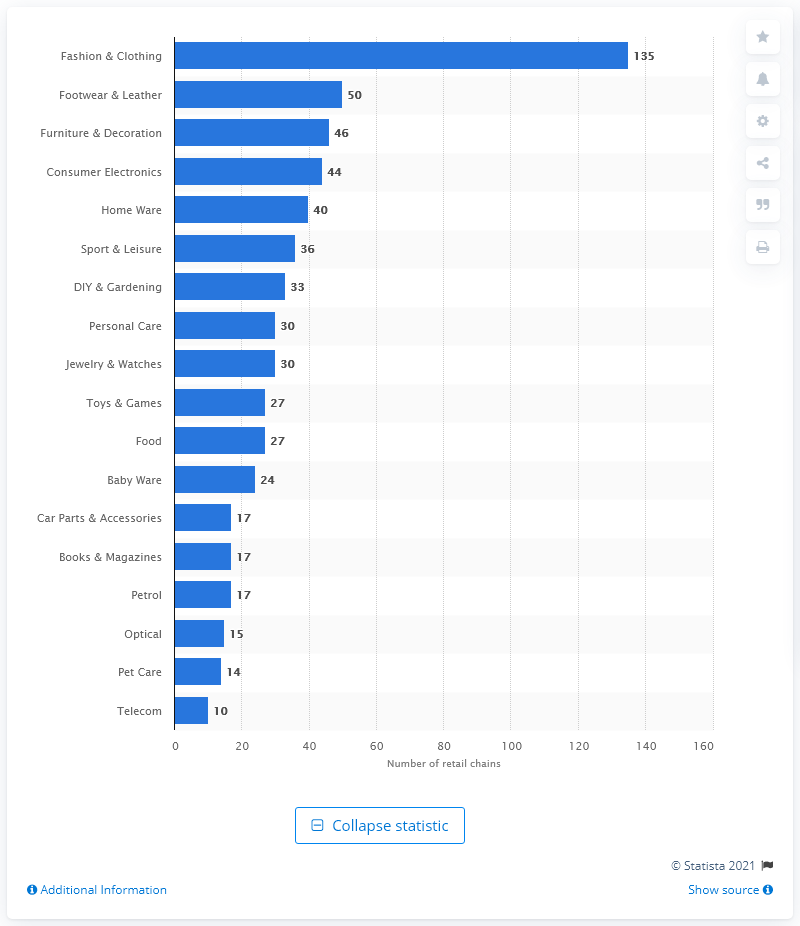 Fashion & Clothing 135
Footwear & Leather 50
Furniture & Decoration 46
Consumer Electronics 44
Home Ware 40
Sport & Leisure 36
DIY & Gardening 33
Personal Care 30
Jewelry & Watches 30
Toys & Games 27
Food 27
Baby Ware 24
Car Parts & Accessories 17
Books & Magazines 17
Petrol 17
Optical 15
Pet Care 14
Telecom 10
0 20 40 60 80 100 120 140 160
Number of retail chains
Collapse statistic
© Statista 2021
Additional Information Show source